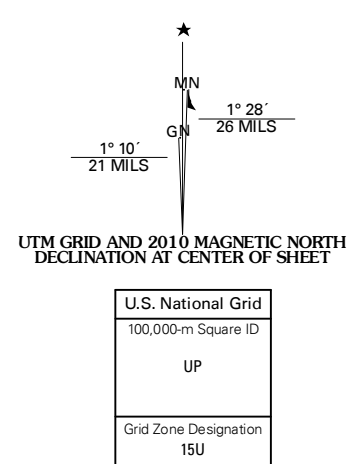 MN
1° 28´
26 MILS
GN
1° 10´
21 MILS
UTM GRID AND 2010 MAGNETIC NORTH
DECLINATION AT CENTER OF SHEET
U.S. National Grid
100,000-m Square ID
UP
Grid Zone Designation
15U